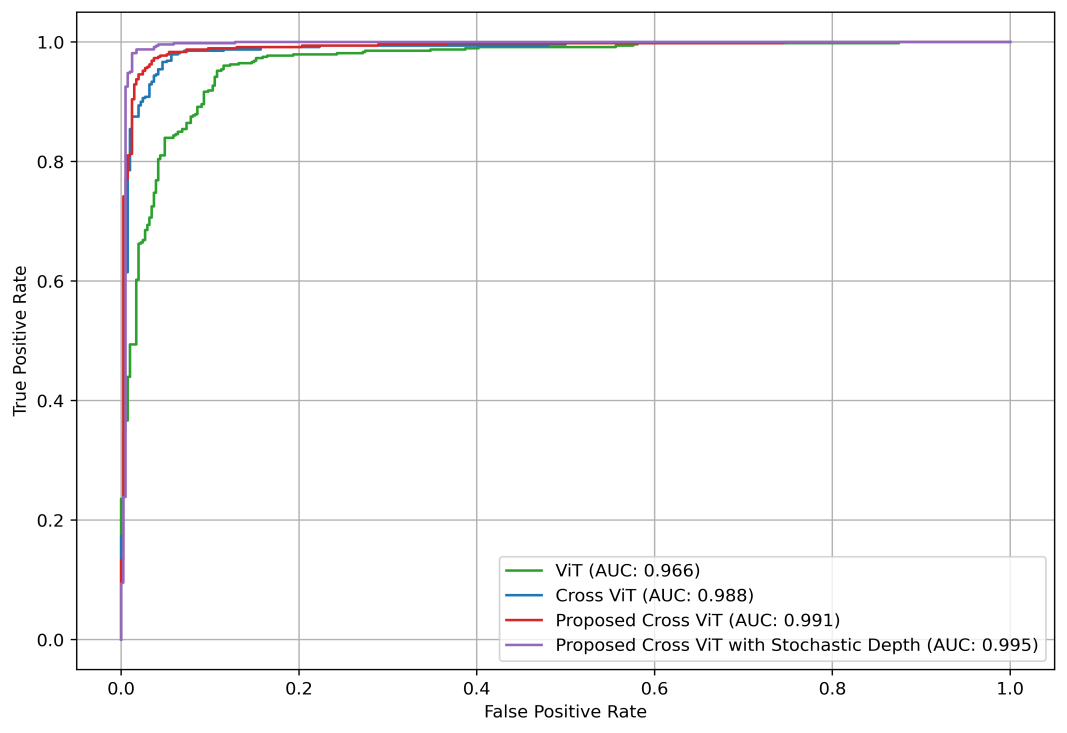 1.0
0.8
0.6
0.4
0.2
0.0
True Positive Rate
ViT (AUC: 0.966)
Cross ViT (AUC: 0.988)
Proposed Cross ViT (AUC: 0.991)
Proposed Cross ViT with Stochastic Depth (AUC: 0.995)
0.0 0.2 0.4 0.6 0.8 1.0
False Positive Rate